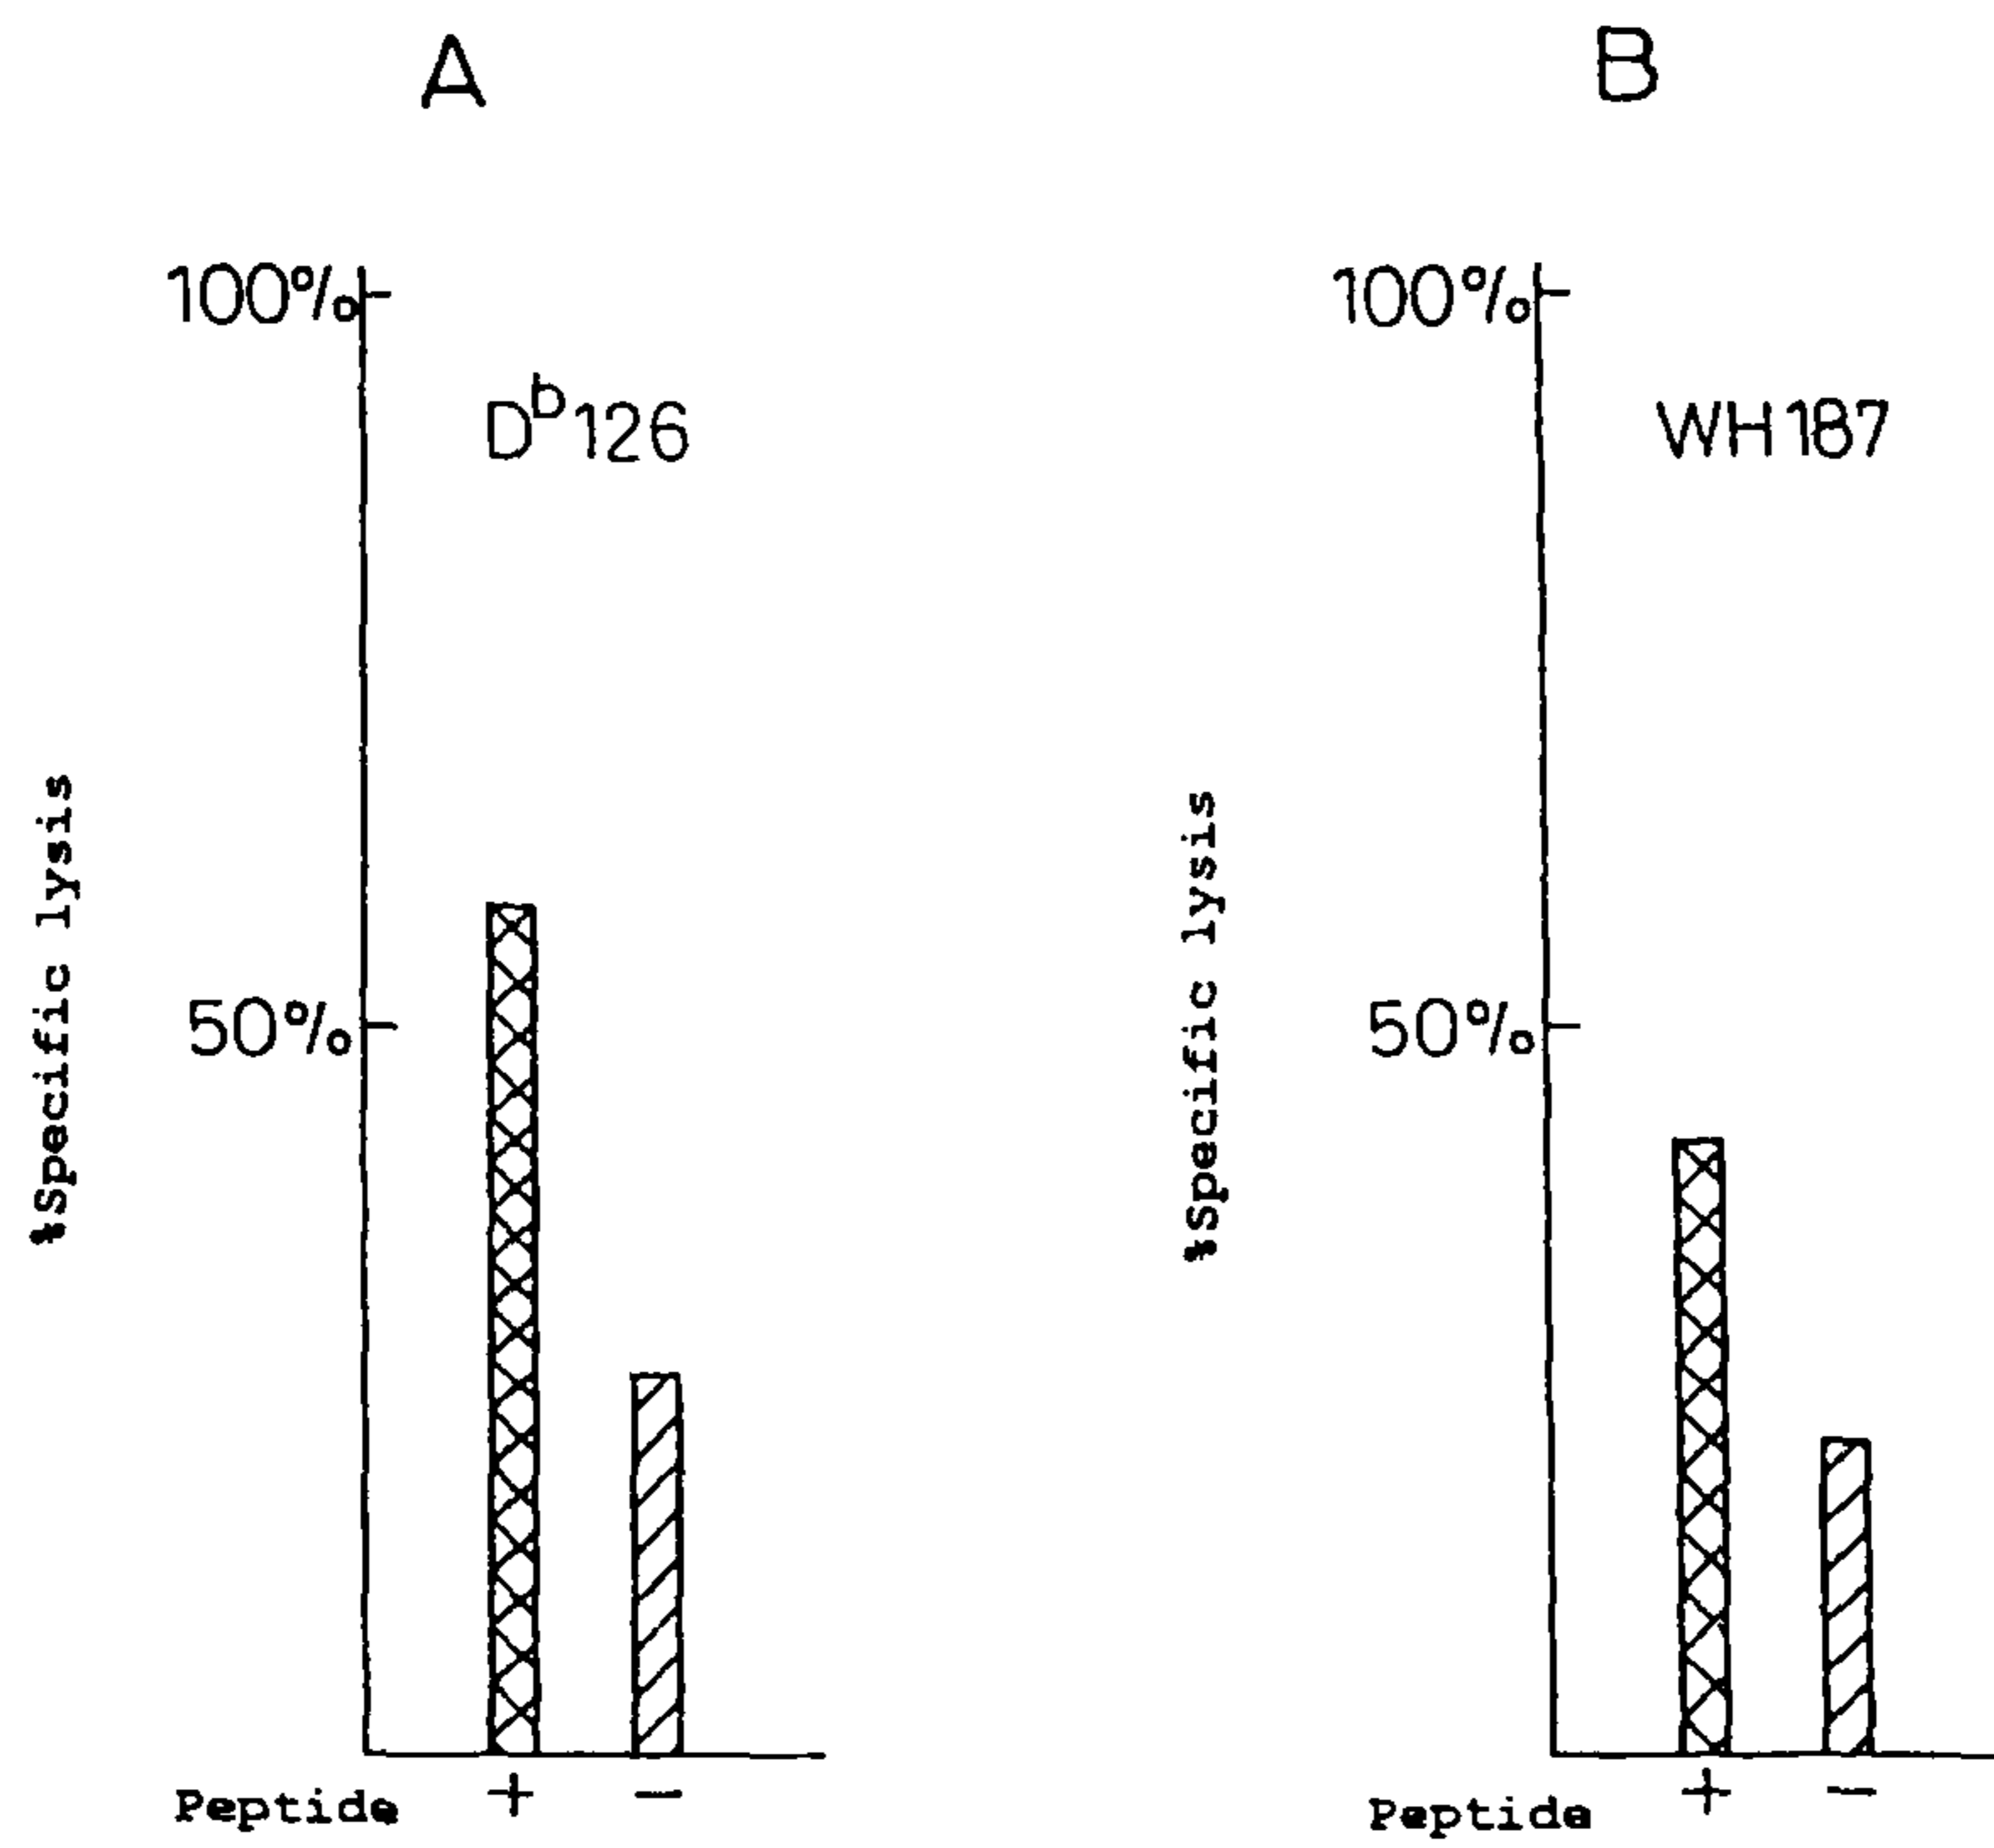 A
100%
D^b126
50%
%Specific lysis
Peptide + −
B
100%
WH187
50%
%Specific lysis
Peptide + −